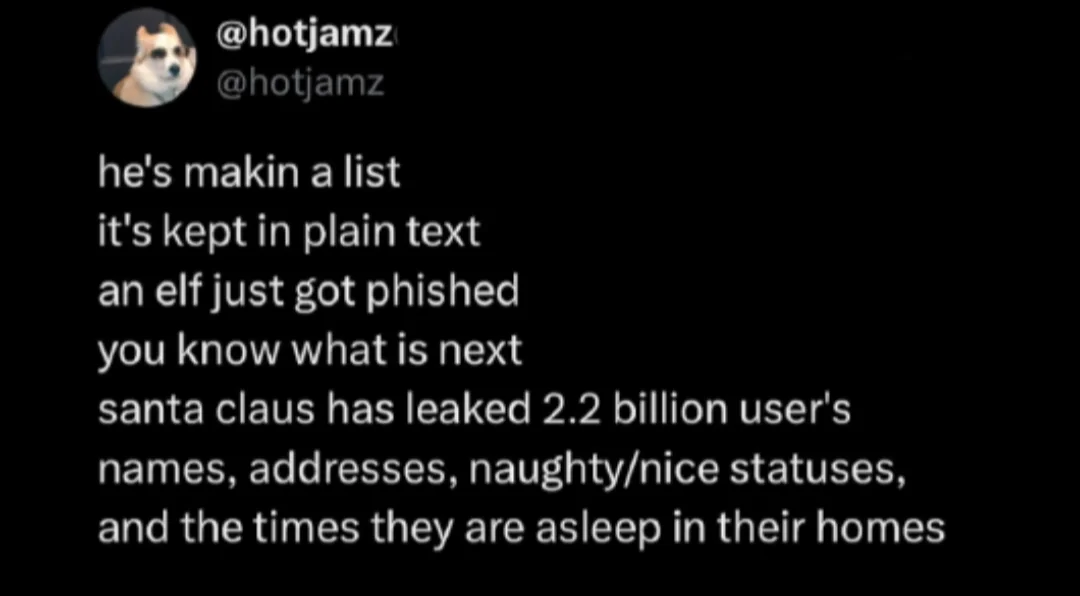 @hotjamz
@hotjamz
he's makin a list
it's kept in plain text
an elf just got phished
you know what is next
santa claus has leaked 2.2 billion user's
names, addresses, naughty/nice statuses,
and the times they are asleep in their homes